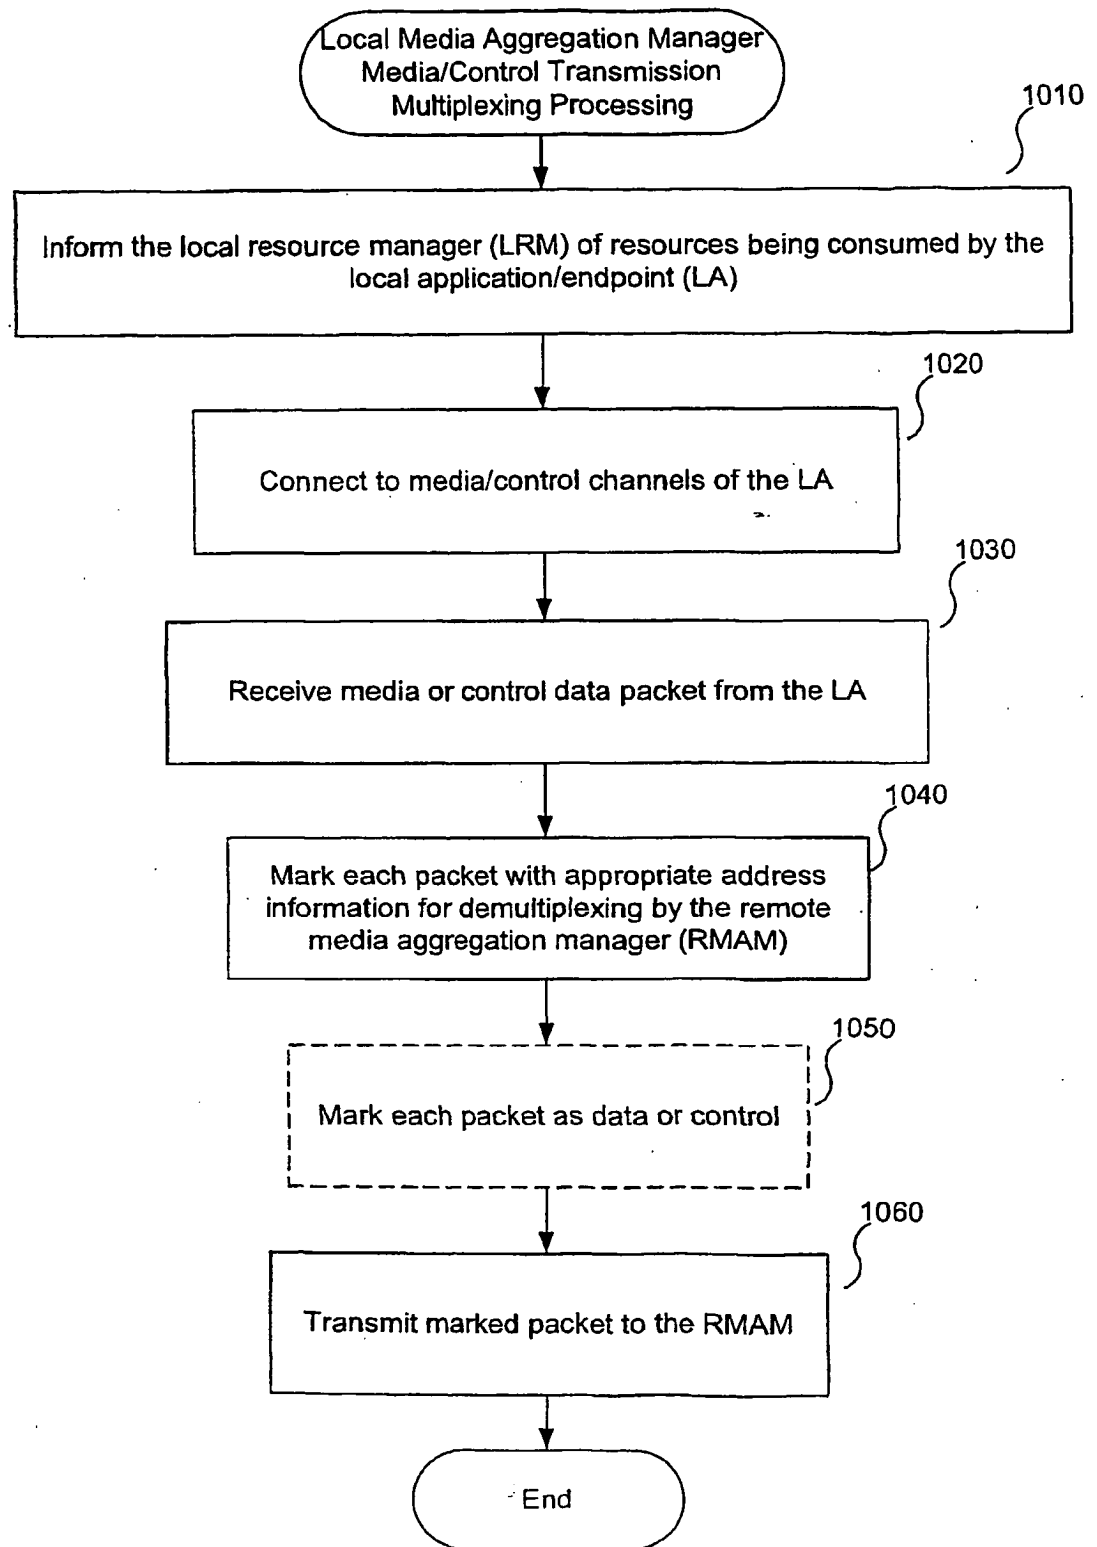 Local Media Aggregation Manager
Media/Control Transmission
Multiplexing Processing
1010
Inform the local resource manager (LRM) of resources being consumed by the
local application/endpoint (LA)
1020
Connect to media/control channels of the LA
1030
Receive media or control data packet from the LA
1040
Mark each packet with appropriate address
information for demultiplexing by the remote
media aggregation manager (RMAM)
1050
Mark each packet as data or control
1060
Transmit marked packet to the RMAM
End